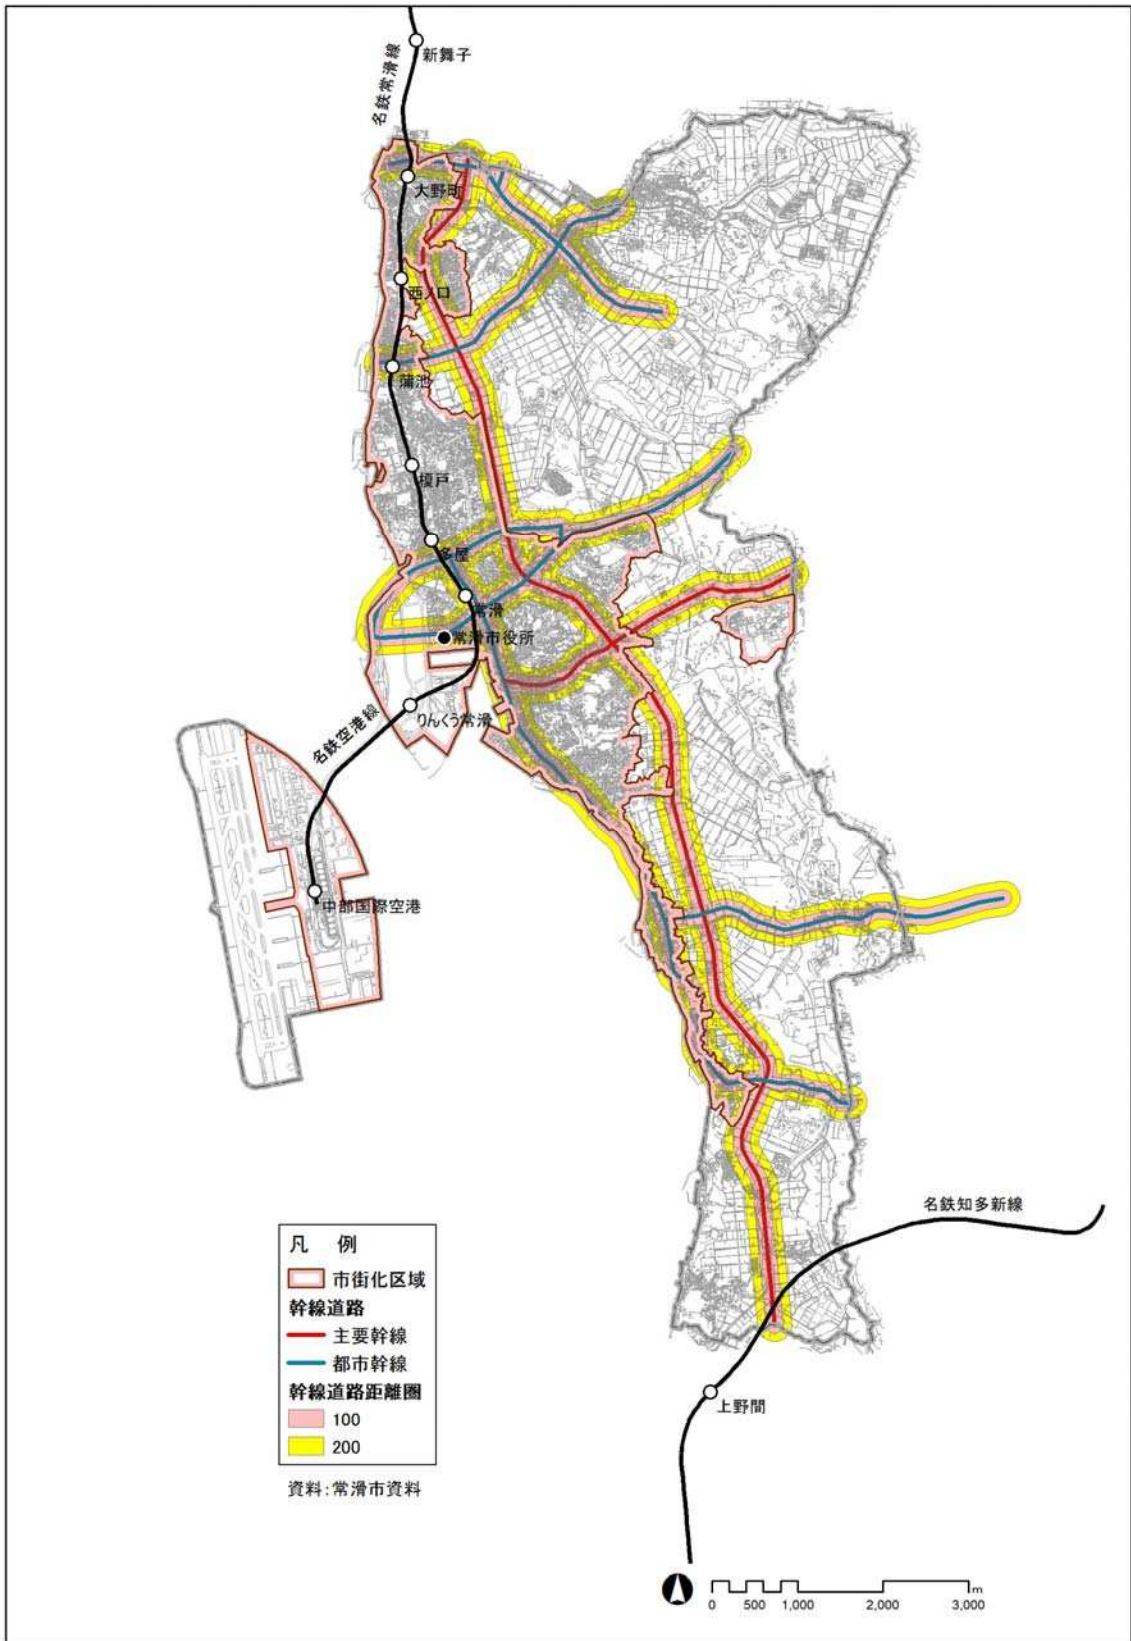 新舞子
名鉄常滑線
大野町
西ノ口
蒲池
榎戸
多屋
常滑
常滑市役所
りんくう常滑
名鉄空港線
中部国際空港
名鉄知多新線
凡 例
市街化区域
幹線道路
主要幹線
都市幹線
幹線道路距離圏
100
200
上野間
資料:常滑市資料
m
0 500 1,000 2,000 3,000